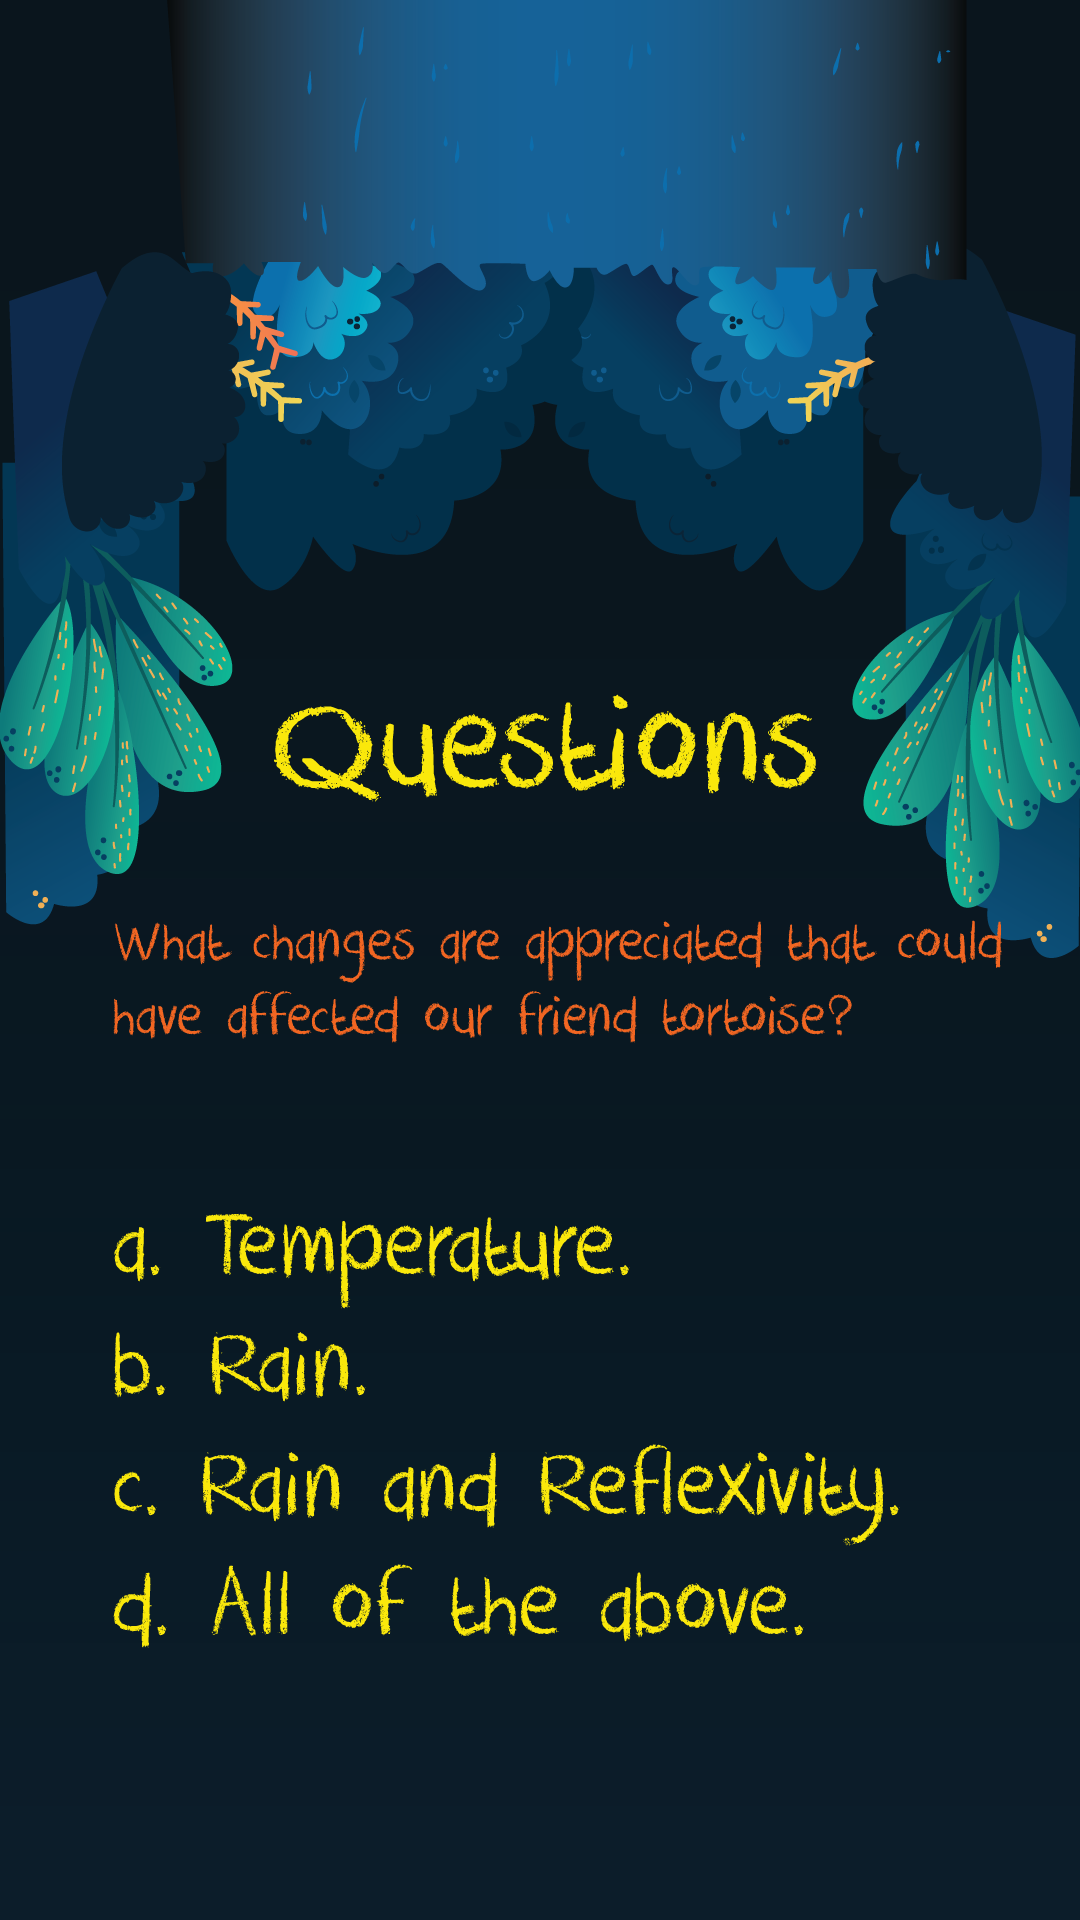 Questions
What changes are appreciated that could
have affected our friend tortoise?
a. Temperature.
b. Rain.
c. Rain and Reflexivity.
d. All of the above.